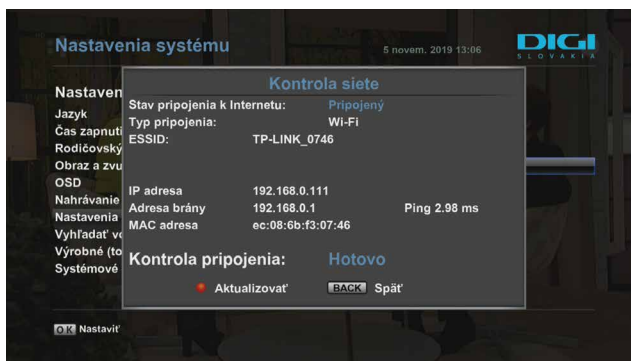 Nastavenia systému
5 novem. 2019 13:06
DIGI
SLOVAKIA
Nastaven
Kontrola siete
Jazyk
Stav pripojenia k Internetu: Pripojený
Čas zapnuti
Typ pripojenia: Wi-Fi
Rodičovský
ESSID: TP-LINK_0746
Obraz a zvu
OSD
IP adresa 192.168.0.111
Nahrávanie
Adresa brány 192.168.0.1 Ping 2.98 ms
Nastavenia
MAC adresa ec:08:6b:f3:07:46
Vyhľadať vo
Výrobné (to
Kontrola pripojenia: Hotovo
Systémové
Aktualizovať BACK Späť
OK Nastaviť